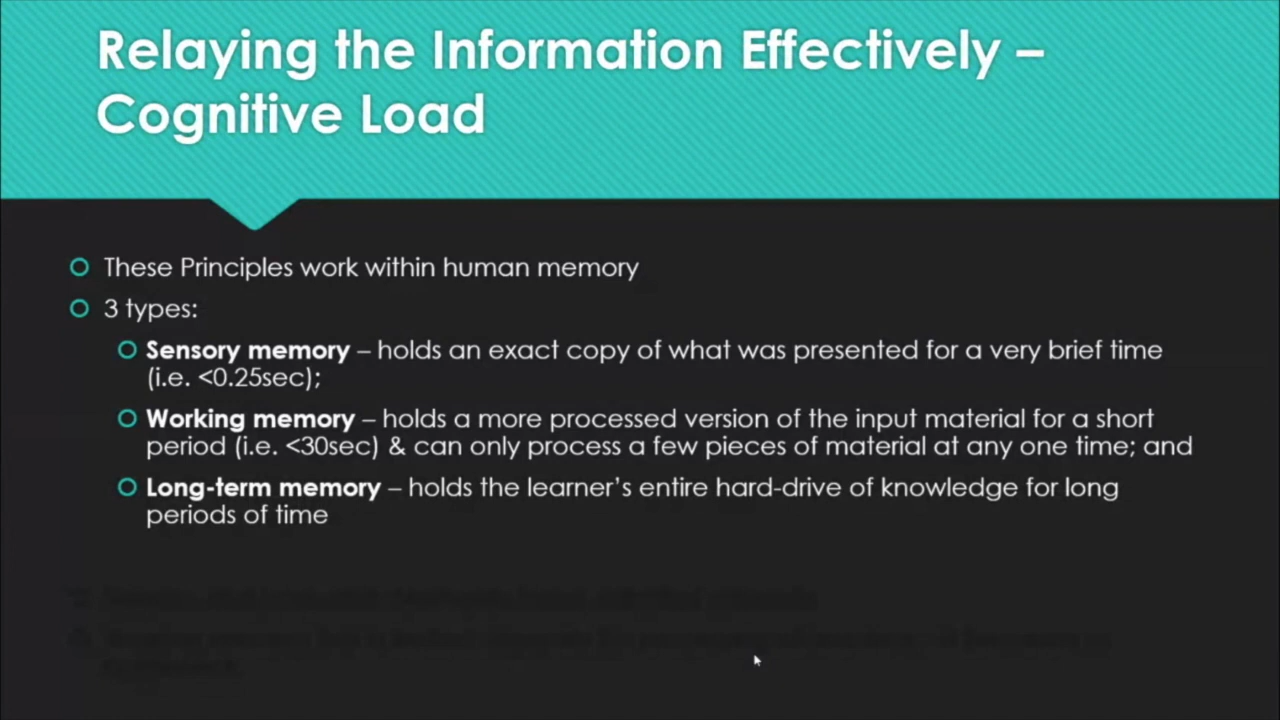 Relaying the Information Effectively –
Cognitive Load
These Principles work within human memory
3 types:
Sensory memory – holds an exact copy of what was presented for a very brief time
(i.e. <0.25sec);
Working memory – holds a more processed version of the input material for a short
period (i.e. <30sec) & can only process a few pieces of material at any one time; and
Long-term memory – holds the learner's entire hard-drive of knowledge for long
periods of time